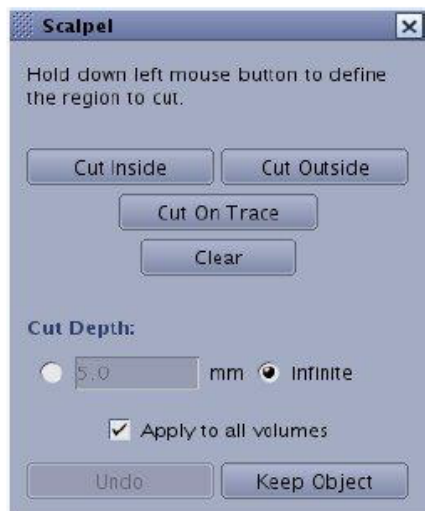 Scalpel
Hold down left mouse button to define
the region to cut.
Cut Inside Cut Outside
Cut On Trace
Clear
Cut Depth:
5.0 mm Infinite
Apply to all volumes
Undo Keep Object